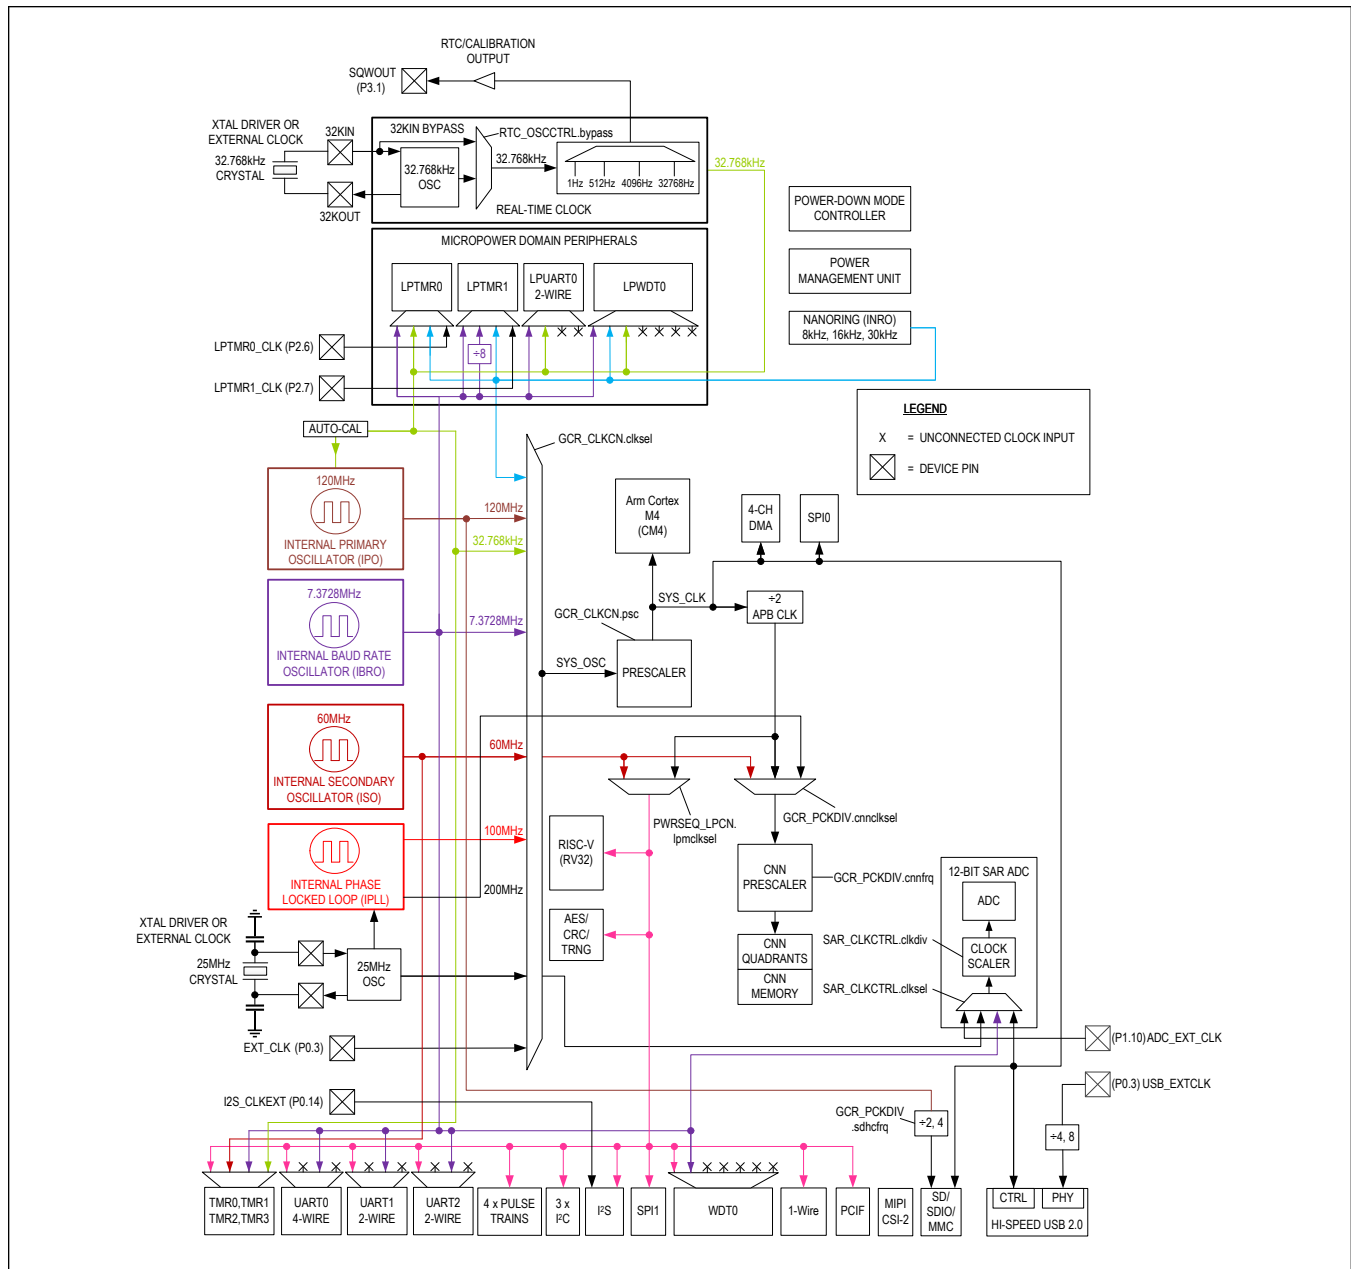 RTC/CALIBRATION
OUTPUT
SQWOUT
(P3.1)
XTAL DRIVER OR
EXTERNAL CLOCK
32KIN
32KIN BYPASS
RTC_OSCCTRL.bypass
32.768kHz
CRYSTAL
32.768kHz
OSC
32.768kHz
1Hz 512Hz 4096Hz 32768Hz
32.768kHz
32KOUT
REAL-TIME CLOCK
POWER-DOWN MODE
CONTROLLER
MICROPOWER DOMAIN PERIPHERALS
POWER
MANAGEMENT UNIT
LPTMR0
LPTMR1
LPUART0
2-WIRE
LPWDT0
NANORING (INRO)
8kHz, 16kHz, 30kHz
LPTMR0_CLK (P2.6)
÷8
LPTMR1_CLK (P2.7)
LEGEND
X = UNCONNECTED CLOCK INPUT
= DEVICE PIN
AUTO-CAL
GCR_CLKCN.clksel
120MHz
INTERNAL PRIMARY
OSCILLATOR (IPO)
120MHz
32.768kHz
Arm Cortex
M4
(CM4)
4-CH
DMA
SPI0
7.3728MHz
INTERNAL BAUD RATE
OSCILLATOR (IBRO)
7.3728MHz
SYS_CLK
÷2
APB CLK
GCR_CLKCN.psc
SYS_OSC
PRESCALER
60MHz
INTERNAL SECONDARY
OSCILLATOR (ISO)
60MHz
PWRSEQ_LPCN.
lpmclksel
GCR_PCKDIV.cnnclksel
INTERNAL PHASE
LOCKED LOOP (IPLL)
100MHz
200MHz
RISC-V
(RV32)
CNN
PRESCALER
GCR_PCKDIV.cnnfrq
12-BIT SAR ADC
ADC
AES/
CRC/
TRNG
CNN
QUADRANTS
CNN
MEMORY
SAR_CLKCTRL.clkdiv
CLOCK
SCALER
SAR_CLKCTRL.clksel
XTAL DRIVER OR
EXTERNAL CLOCK
25MHz
CRYSTAL
25MHz
OSC
EXT_CLK (P0.3)
(P1.10) ADC_EXT_CLK
I2S_CLKEXT (P0.14)
(P0.3) USB_EXTCLK
GCR_PCKDIV
.sdhcfrq
÷2, 4
÷4, 8
TMR0,TMR1
TMR2,TMR3
UART0
4-WIRE
UART1
2-WIRE
UART2
2-WIRE
4 x PULSE
TRAINS
3 x
I²C
I²S
SPI1
WDT0
1-Wire
PCIF
MIPI
CSI-2
SD/
SDIO/
MMC
CTRL
PHY
HI-SPEED USB 2.0